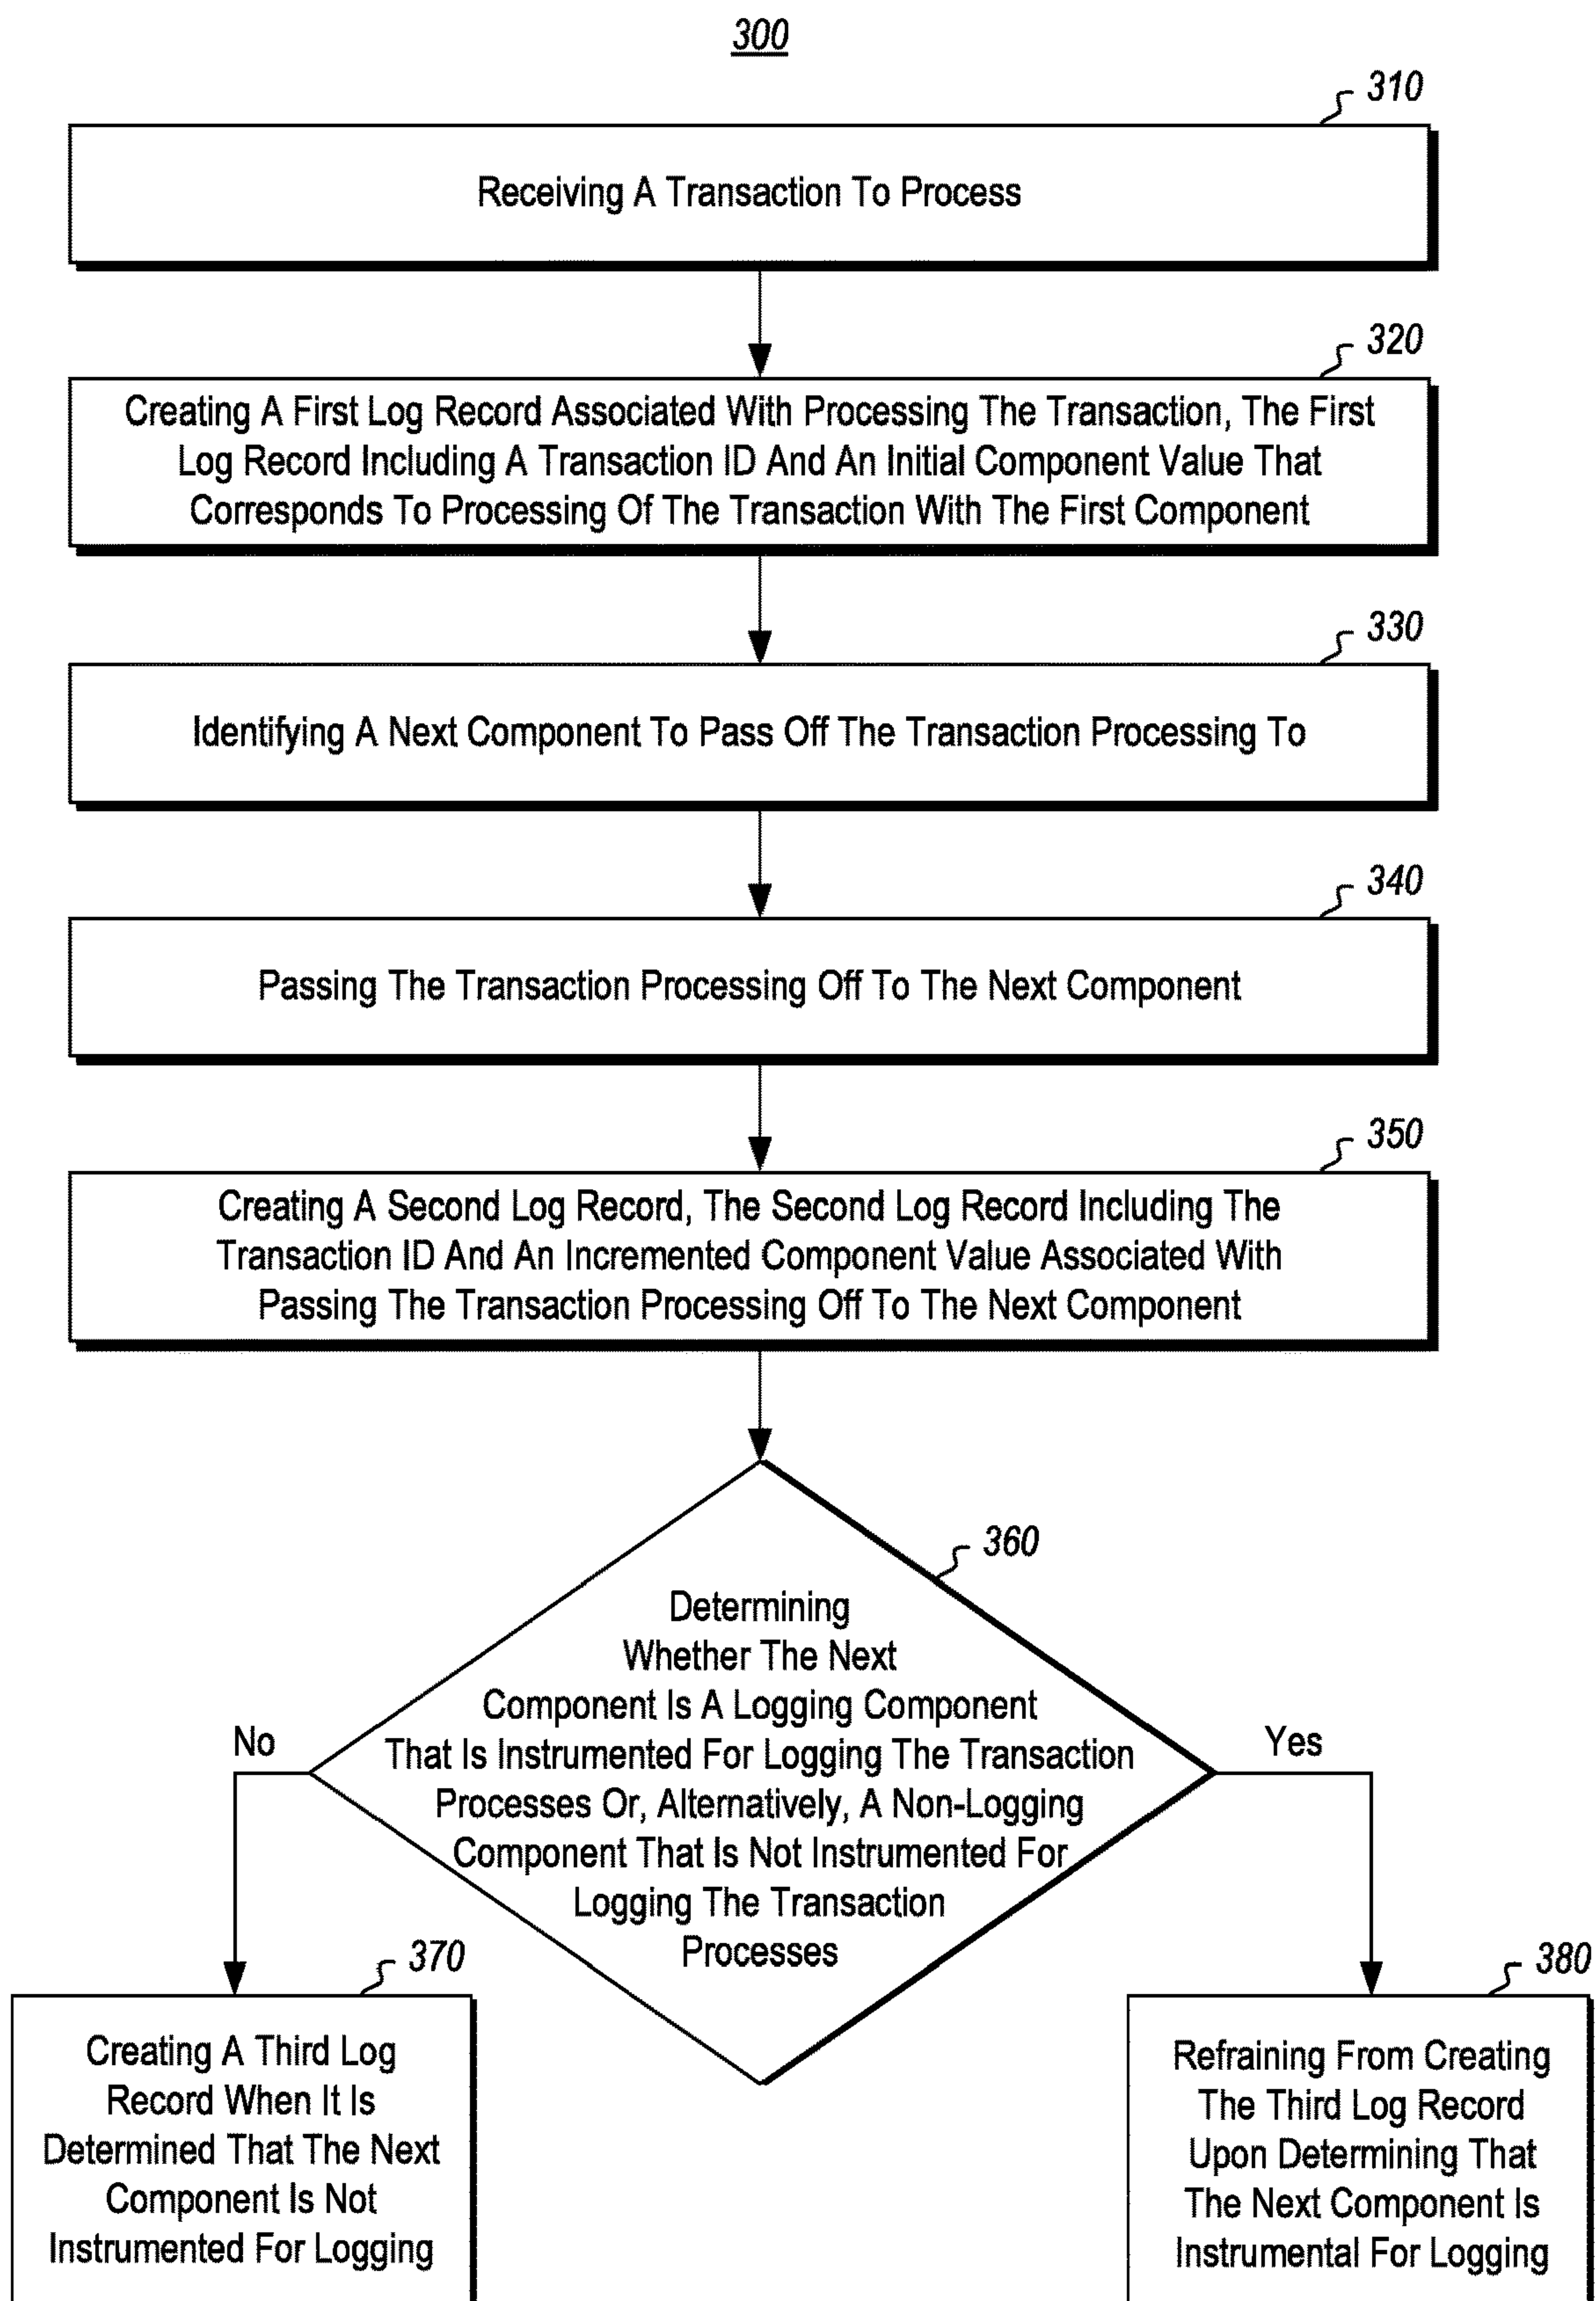 300
310
Receiving A Transaction To Process
320
Creating A First Log Record Associated With Processing The Transaction, The First
Log Record Including A Transaction ID And An Initial Component Value That
Corresponds To Processing Of The Transaction With The First Component
330
Identifying A Next Component To Pass Off The Transaction Processing To
340
Passing The Transaction Processing Off To The Next Component
350
Creating A Second Log Record, The Second Log Record Including The
Transaction ID And An Incremented Component Value Associated With
Passing The Transaction Processing Off To The Next Component
360
Determining
Whether The Next
Component Is A Logging Component
That Is Instrumented For Logging The Transaction
Processes Or, Alternatively, A Non-Logging
Component That Is Not Instrumented For
Logging The Transaction
Processes
No
Yes
370
Creating A Third Log
Record When It Is
Determined That The Next
Component Is Not
Instrumented For Logging
380
Refraining From Creating
The Third Log Record
Upon Determining That
The Next Component Is
Instrumental For Logging